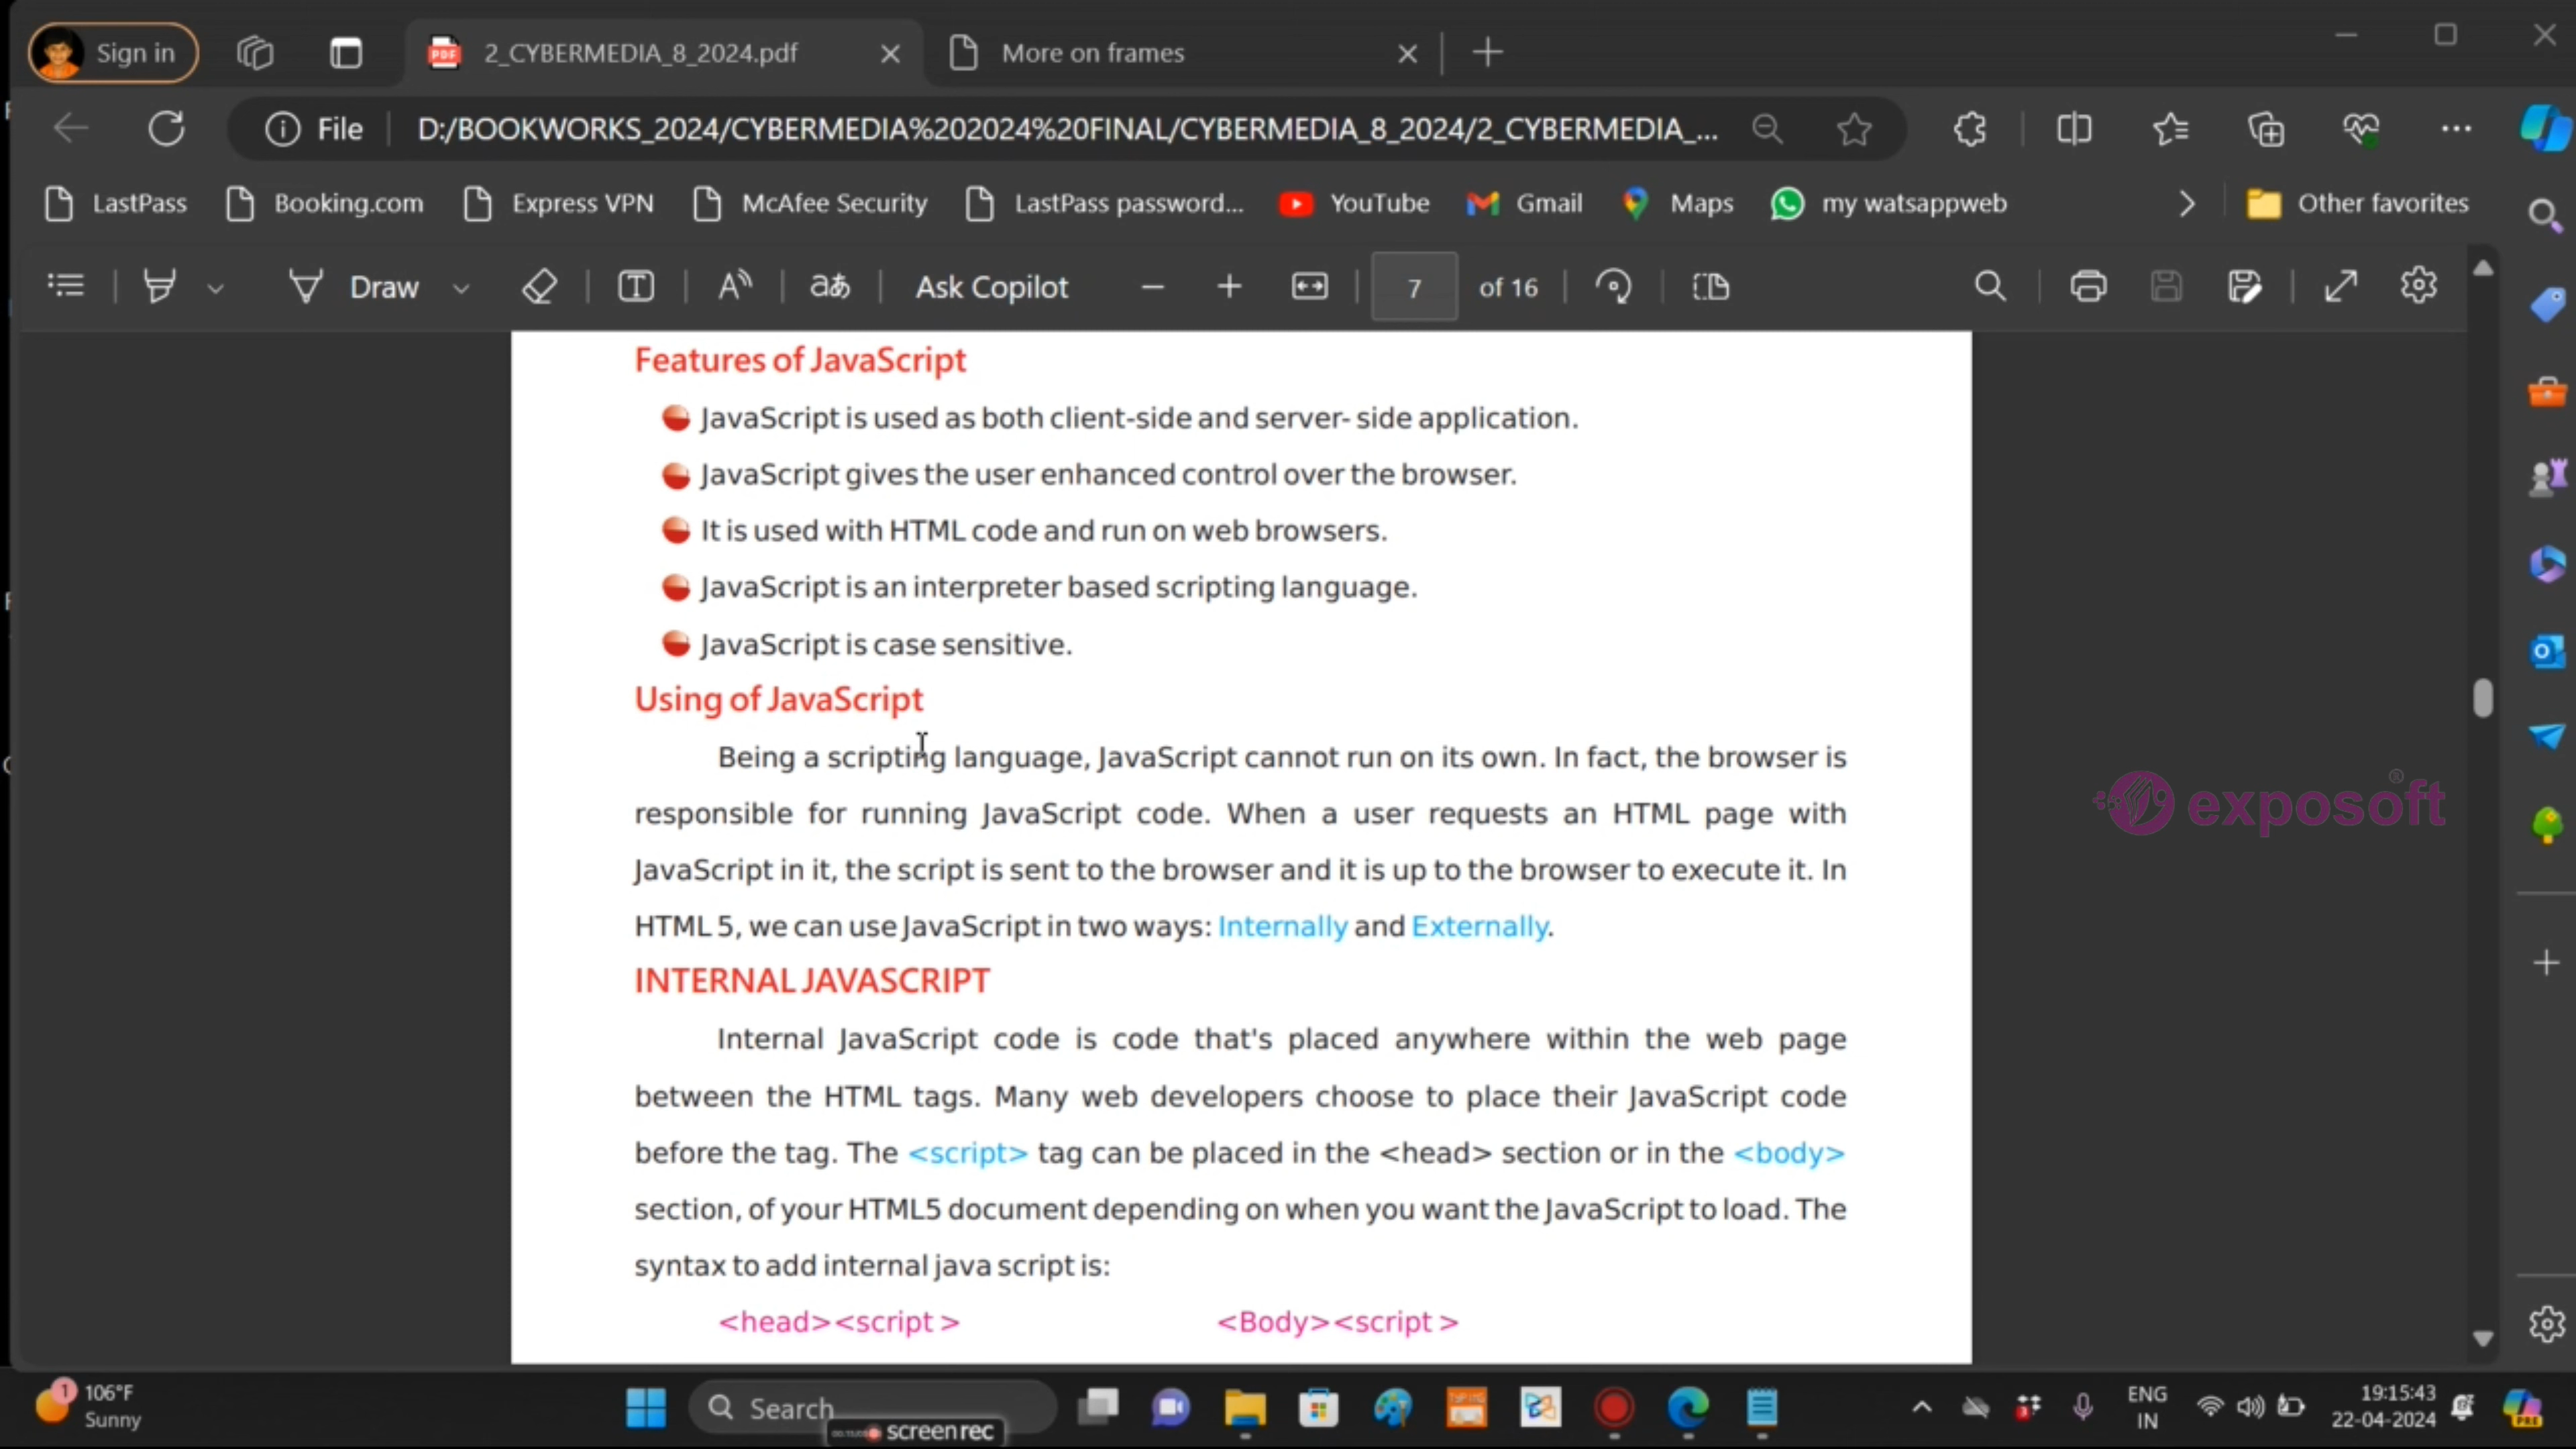 Sign in
2_CYBERMEDIA_8_2024.pdf
More on frames
File
D:/BOOKWORKS_2024/CYBERMEDIA%202024%20FINAL/CYBERMEDIA_8_2024/2_CYBERMEDIA_...
LastPass
Booking.com
Express VPN
McAfee Security
LastPass password...
YouTube
Gmail
Maps
my watsappweb
Other favorites
Draw
Ask Copilot
7
of 16
Features of JavaScript
JavaScript is used as both client-side and server- side application.
JavaScript gives the user enhanced control over the browser.
It is used with HTML code and run on web browsers.
JavaScript is an interpreter based scripting language.
JavaScript is case sensitive.
Using of JavaScript
Being a scripting language, JavaScript cannot run on its own. In fact, the browser is
responsible for running JavaScript code. When a user requests an HTML page with
JavaScript in it, the script is sent to the browser and it is up to the browser to execute it. In
HTML 5, we can use JavaScript in two ways: Internally and Externally.
exposoft®
INTERNAL JAVASCRIPT
Internal JavaScript code is code that's placed anywhere within the web page
between the HTML tags. Many web developers choose to place their JavaScript code
before the tag. The <script> tag can be placed in the <head> section or in the <body>
section, of your HTML5 document depending on when you want the JavaScript to load. The
syntax to add internal java script is:
<head><script >
<Body><script >
1
106°F
Sunny
Search
screenrec
ENG
IN
19:15:43
22-04-2024
PRE